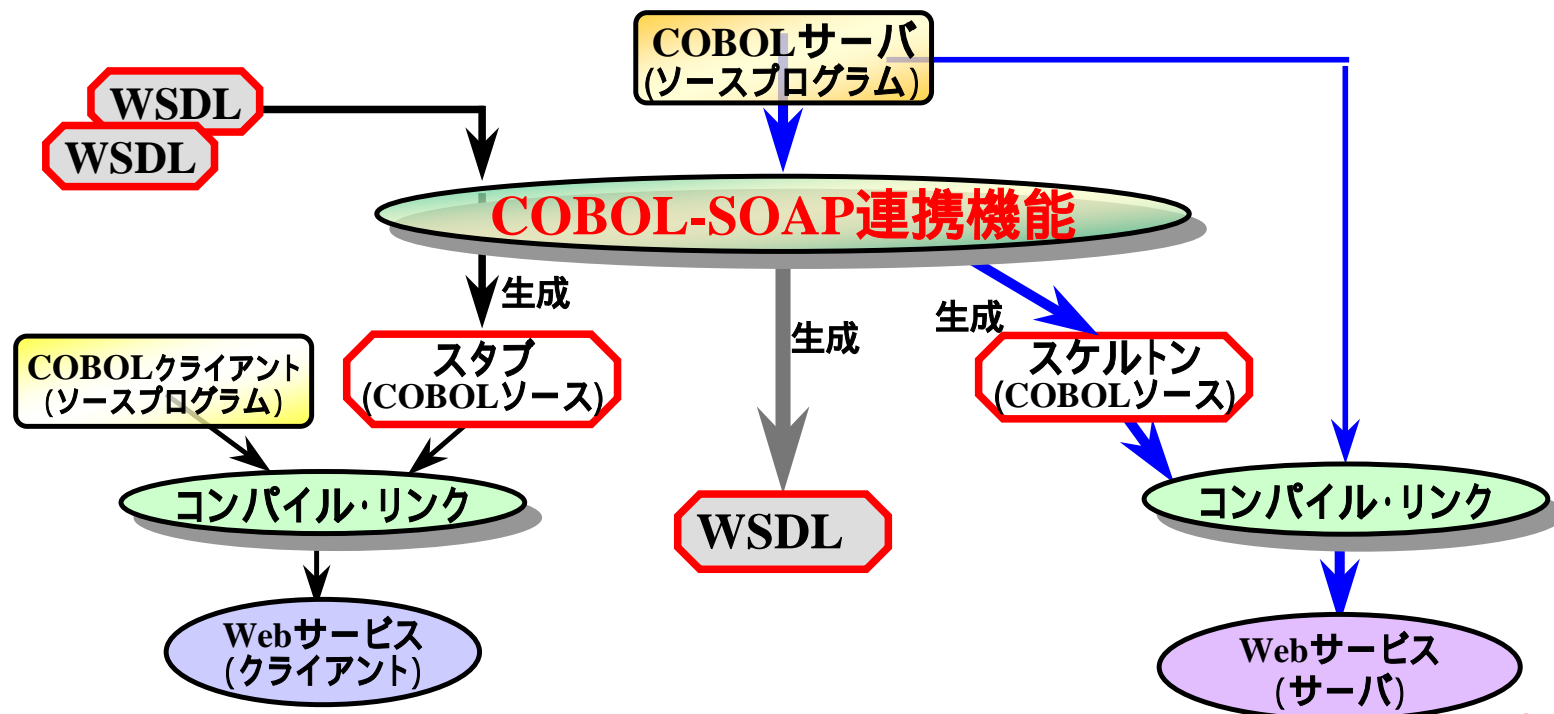 COBOLサーバ
(ソースプログラム)
WSDL
WSDL
COBOL-SOAP連携機能
生成
生成
生成
COBOLクライアント
(ソースプログラム)
スタブ
(COBOLソース)
スケルトン
(COBOLソース)
コンパイル・リンク
WSDL
コンパイル・リンク
Webサービス
(クライアント)
Webサービス
(サーバ)